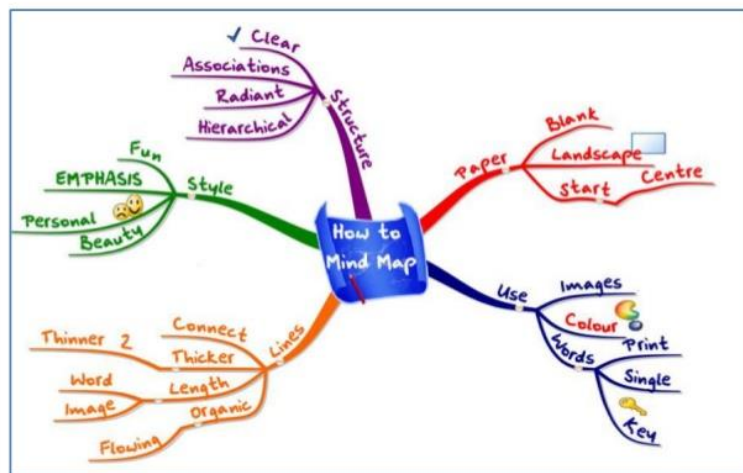 How to
Mind Map
Paper
Blank
Landscape
Start
Centre
Use
Images
Colour
Words
Print
Single
Key
Lines
Connect
Thinner 2
Thicker
Length
Word
Image
Organic
Flowing
Style
Fun
EMPHASIS
Personal
Beauty
Structure
Clear
Associations
Radiant
Hierarchical